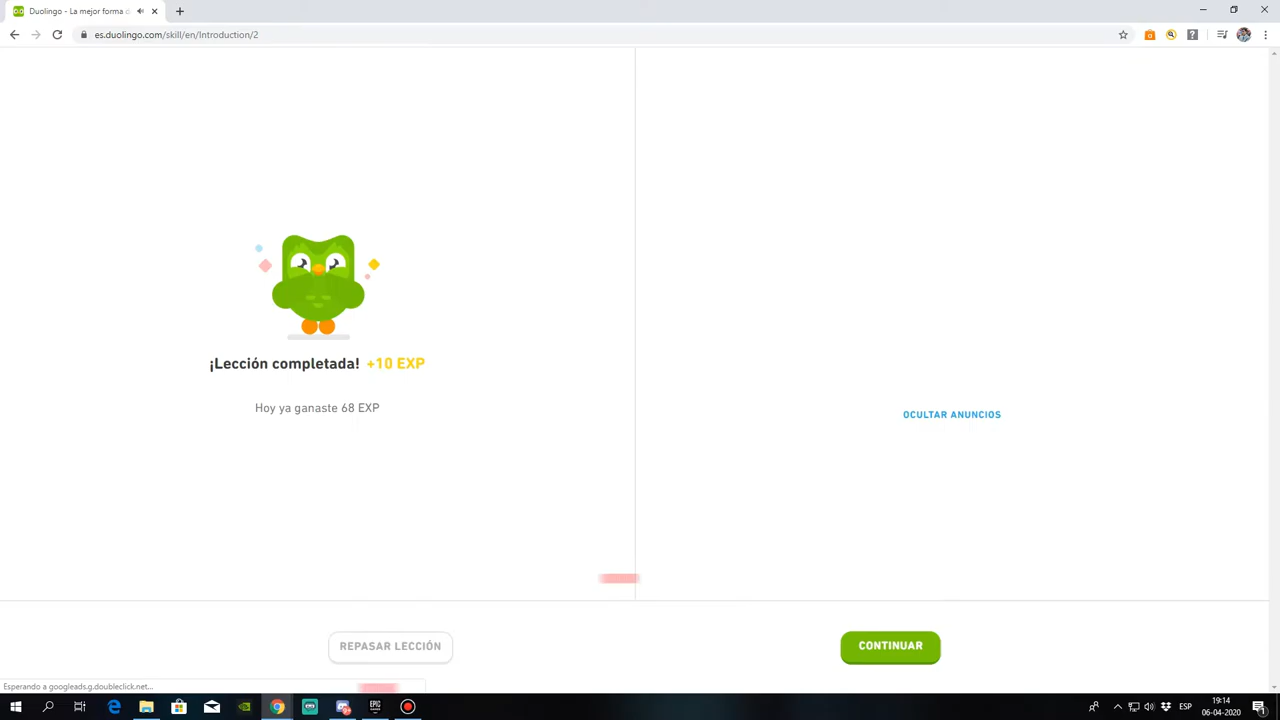 Duolingo - La mejor forma d
es.duolingo.com/skill/en/Introduction/2
¡Lección completada! +10 EXP
Hoy ya ganaste 68 EXP
OCULTAR ANUNCIOS
REPASAR LECCIÓN
CONTINUAR
Esperando a googleads.g.doubleclick.net...
EPIC
ESP
19:14
06-04-2020